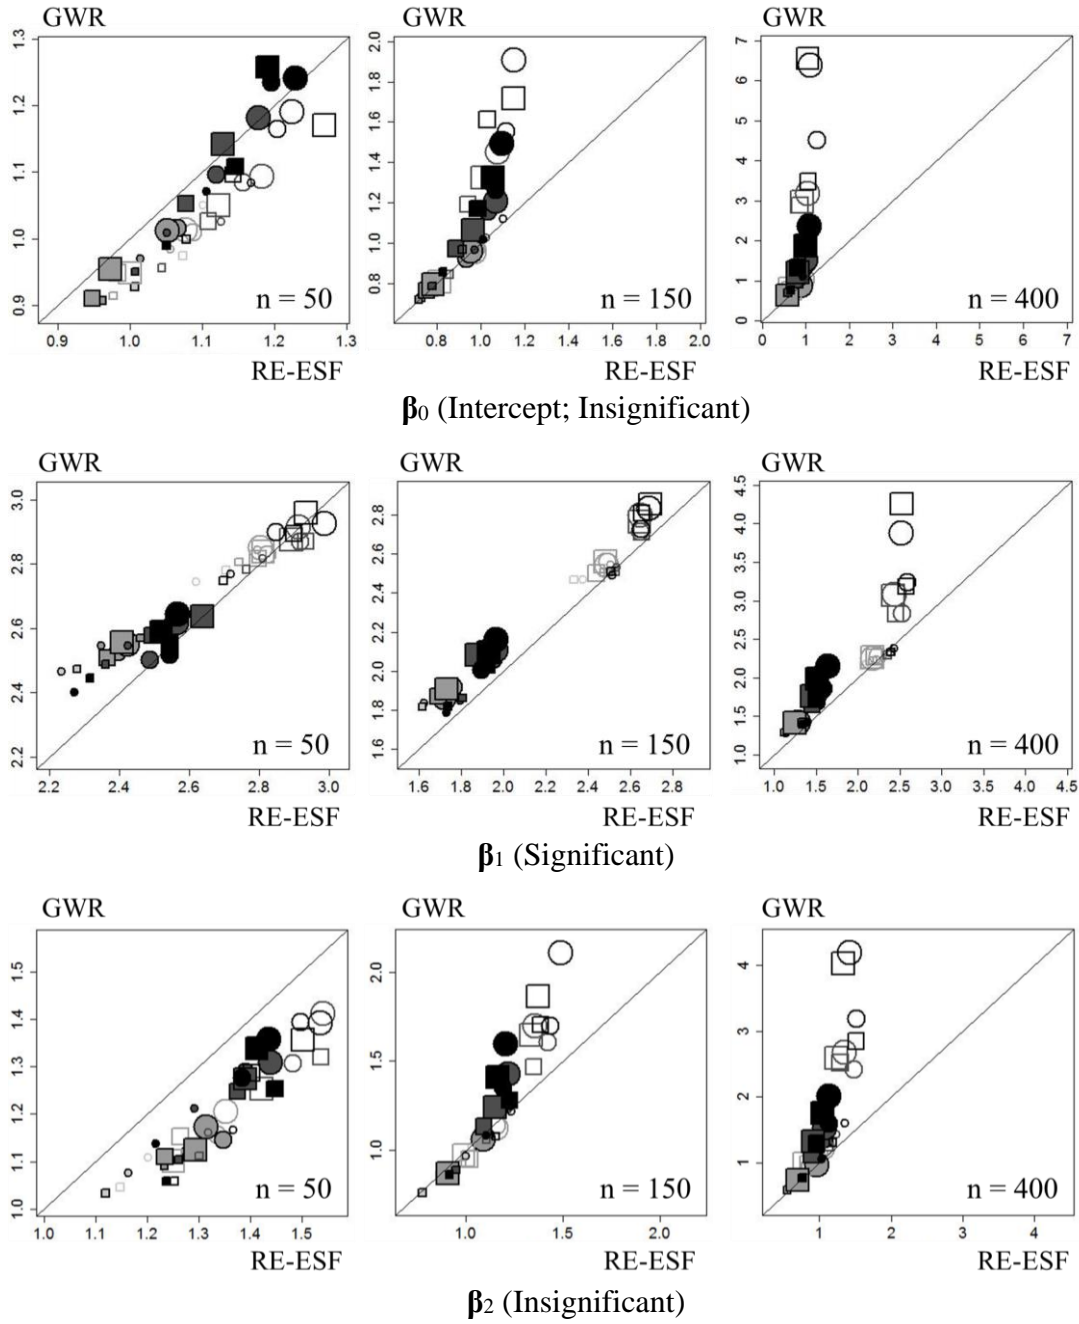 GWR GWR GWR
1.3 1.2 1.1 1.0 0.9
n = 50
0.9 1.0 1.1 1.2 1.3
RE-ESF
2.0 1.8 1.6 1.4 1.2 1.0 0.8
n = 150
0.8 1.0 1.2 1.4 1.6 1.8 2.0
RE-ESF
7 6 5 4 3 2 1 0
n = 400
0 1 2 3 4 5 6 7
RE-ESF
β0 (Intercept; Insignificant)
GWR GWR GWR
3.0 2.8 2.6 2.4 2.2
n = 50
2.2 2.4 2.6 2.8 3.0
RE-ESF
2.8 2.6 2.4 2.2 2.0 1.8 1.6
n = 150
1.6 1.8 2.0 2.2 2.4 2.6 2.8
RE-ESF
4.5 4.0 3.5 3.0 2.5 2.0 1.5 1.0
n = 400
1.0 1.5 2.0 2.5 3.0 3.5 4.0 4.5
RE-ESF
β1 (Significant)
GWR GWR GWR
1.5 1.4 1.3 1.2 1.1 1.0
n = 50
1.0 1.1 1.2 1.3 1.4 1.5
RE-ESF
2.0 1.5 1.0
n = 150
1.0 1.5 2.0
RE-ESF
4 3 2 1
n = 400
1 2 3 4
RE-ESF
β2 (Insignificant)